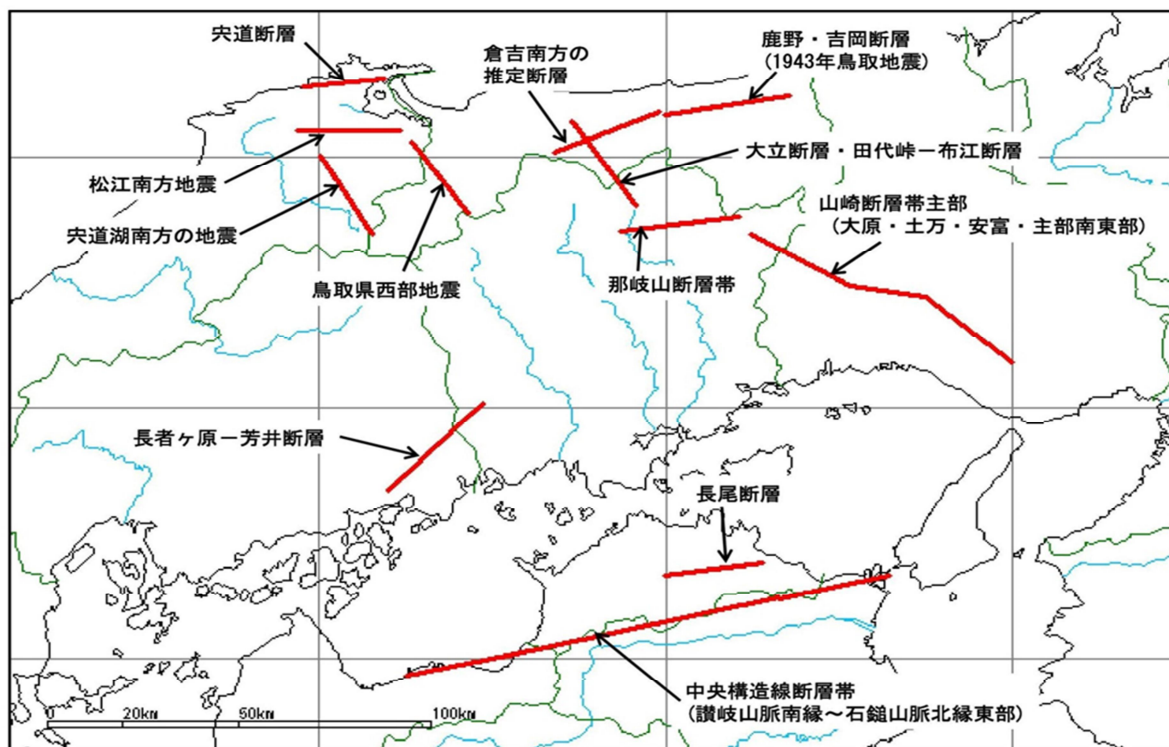 宍道断層
倉吉南方の
推定断層
鹿野・吉岡断層
(1943年鳥取地震)
大立断層・田代峠－布江断層
松江南方地震
宍道湖南方の地震
鳥取県西部地震
那岐山断層帯
山崎断層帯主部
(大原・土万・安富・主部南東部)
長者ヶ原－芳井断層
長尾断層
中央構造線断層帯
(讃岐山脈南縁～石鎚山脈北縁東部)
0 20km 50km 100km